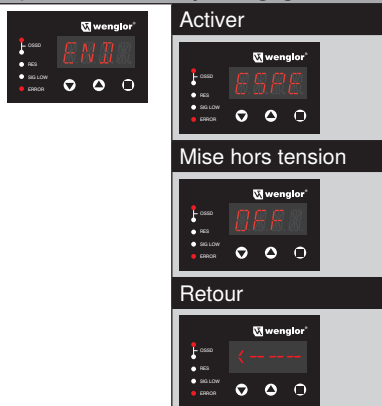 wenglor®
OSSD
END
RES
SIG LOW
ERROR
Activer
wenglor®
OSSD
ESPE
RES
SIG LOW
ERROR
Mise hors tension
wenglor®
OSSD
OFF
RES
SIG LOW
ERROR
Retour
wenglor®
OSSD
<----
RES
SIG LOW
ERROR